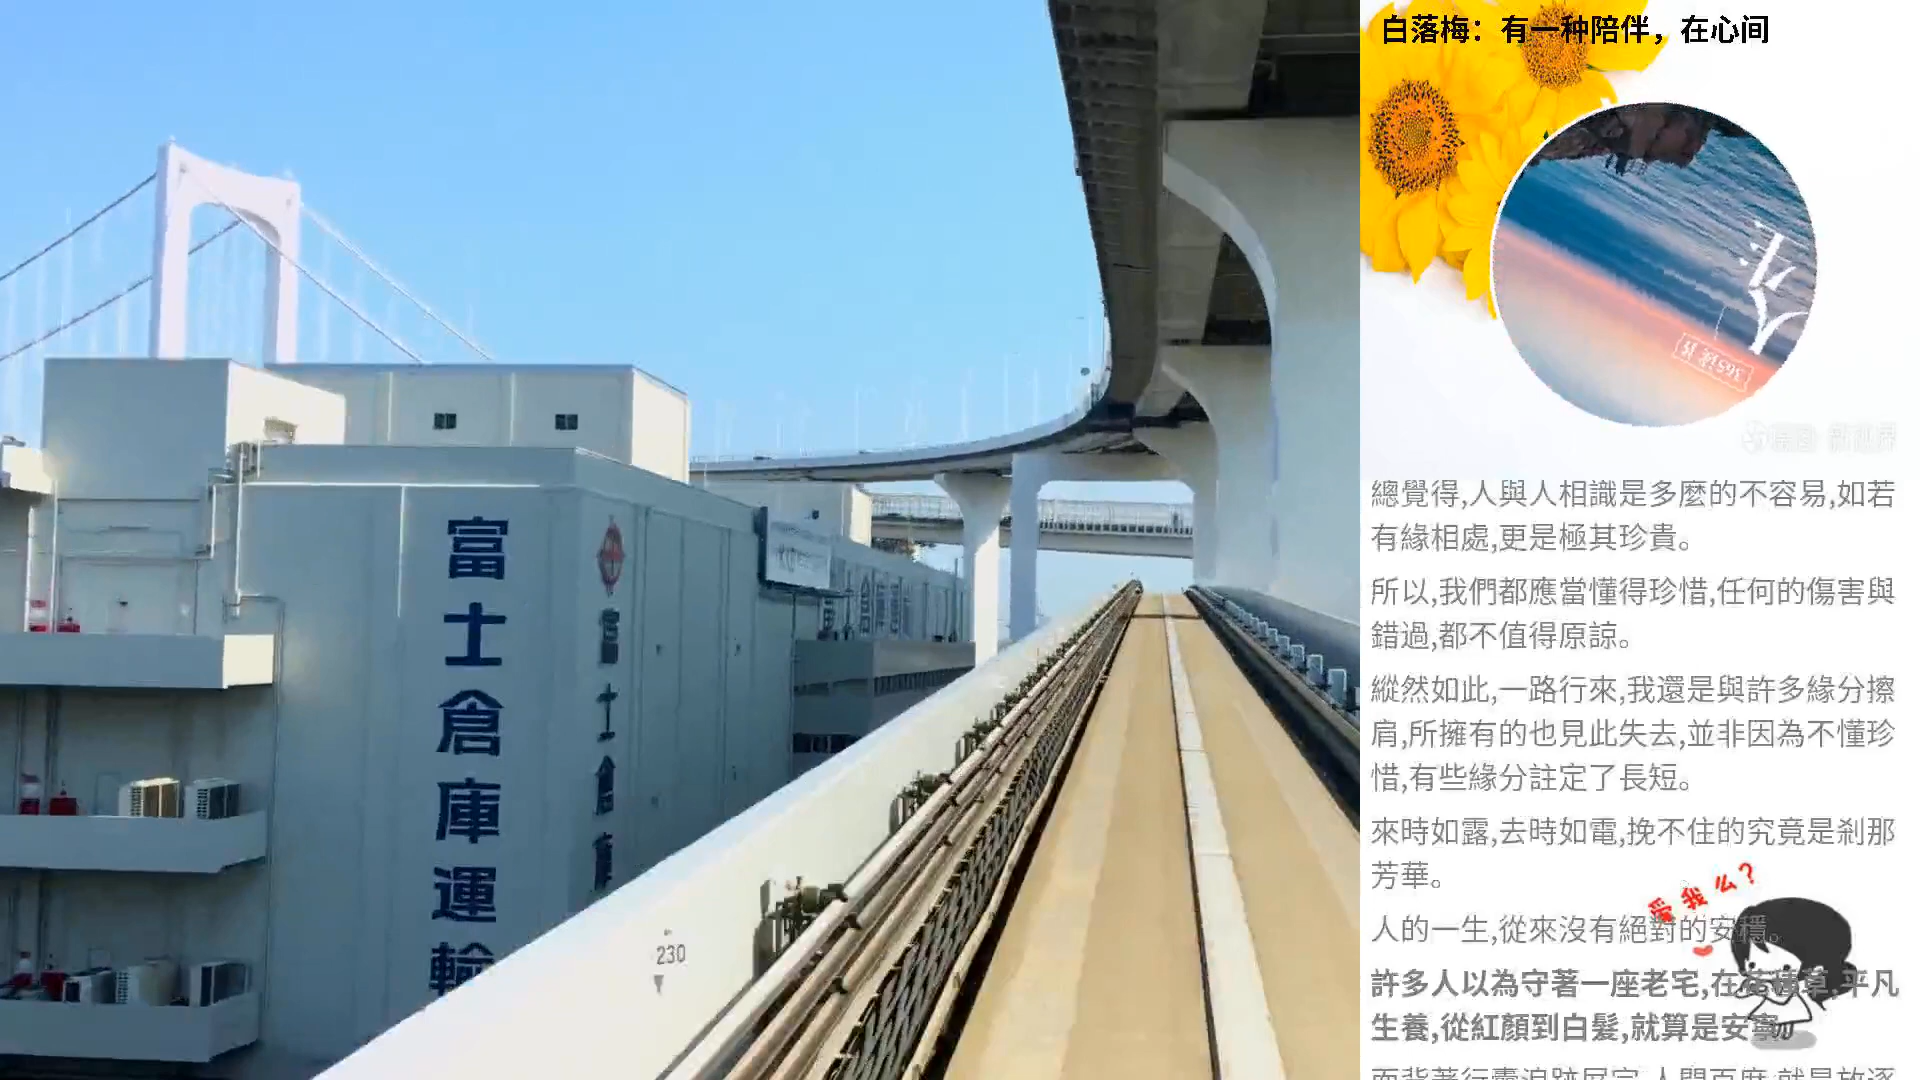 白落梅：有一种陪伴，在心间
總覺得,人與人相識是多麼的不容易,如若
有緣相處,更是極其珍貴。
所以,我們都應當懂得珍惜,任何的傷害與
錯過,都不值得原諒。
縱然如此,一路行來,我還是與許多緣分擦
肩,所擁有的也見此失去,並非因為不懂珍
惜,有些緣分註定了長短。
來時如露,去時如電,挽不住的究竟是剎那
芳華。
爱我么？
人的一生,從來沒有絕對的安穩。
許多人以為守著一座老宅,在花種草,平凡
生養,從紅顏到白髮,就算是安寧。
富士倉庫運輸
富士倉庫
230